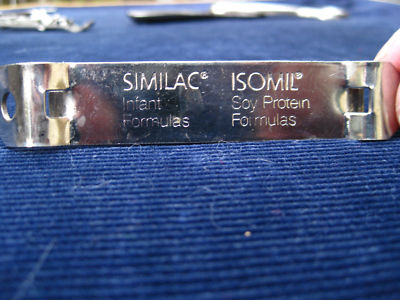 SIMILAC® ISOMIL®
Infant Soy Protein
Formulas Formulas